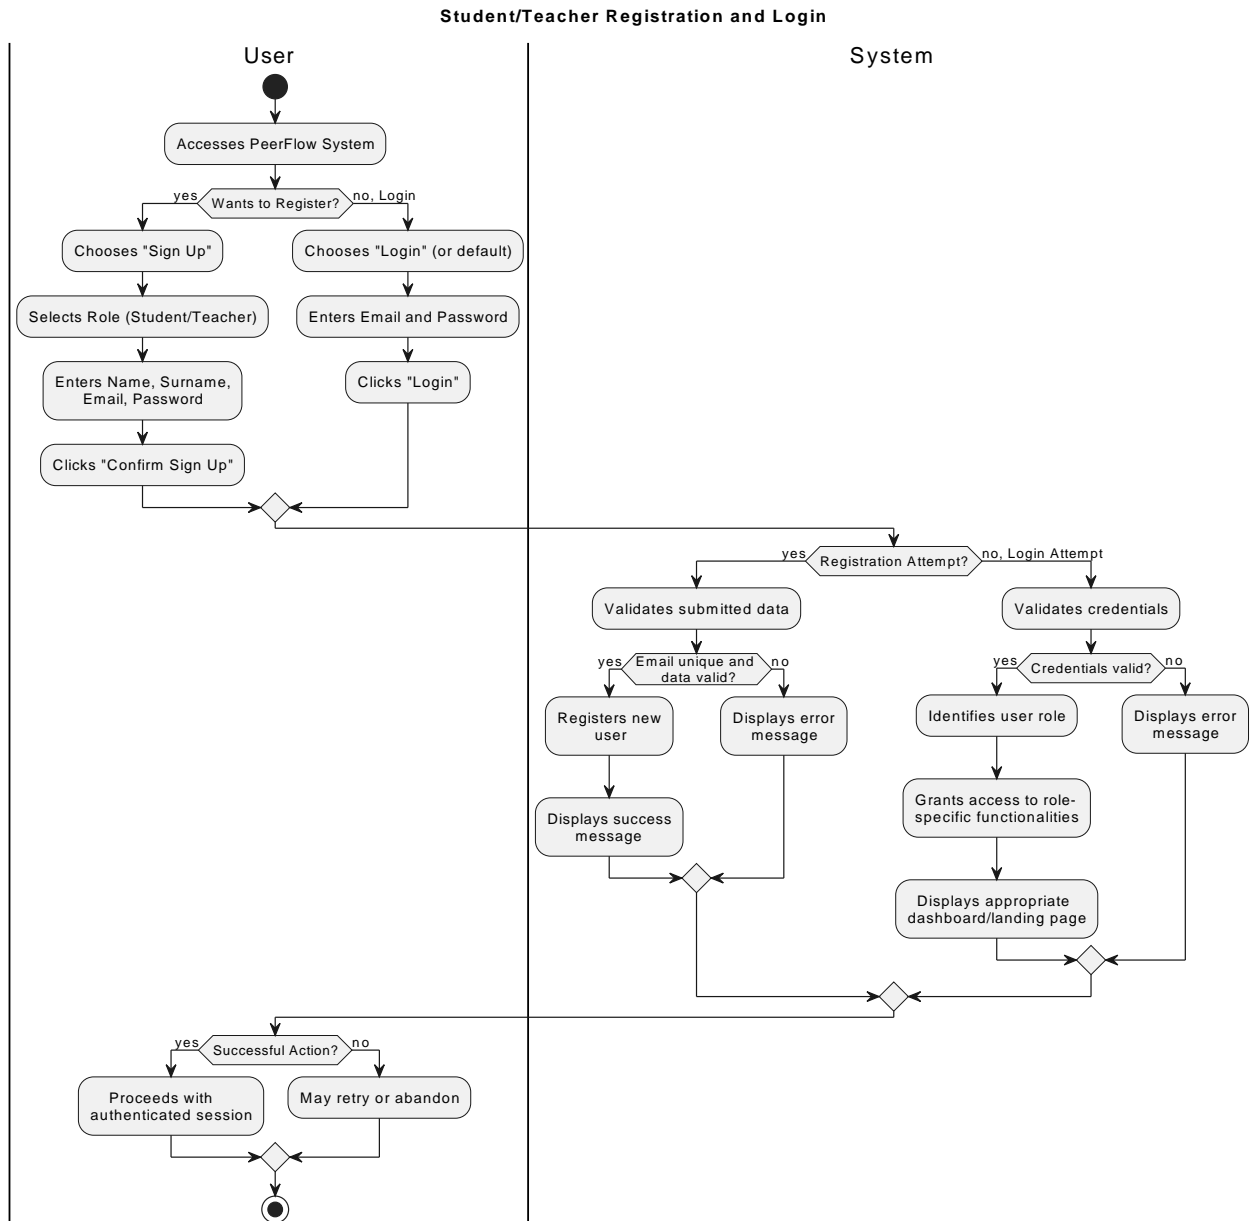 Student/Teacher Registration and Login
User
System
Accesses PeerFlow System
yes
Wants to Register?
no, Login
Chooses "Sign Up"
Chooses "Login" (or default)
Selects Role (Student/Teacher)
Enters Email and Password
Enters Name, Surname,
Email, Password
Clicks "Login"
Clicks "Confirm Sign Up"
yes
Registration Attempt?
no, Login Attempt
Validates submitted data
Validates credentials
yes
Email unique and
data valid?
no
yes
Credentials valid?
no
Registers new
user
Displays error
message
Identifies user role
Displays error
message
Displays success
message
Grants access to role-
specific functionalities
Displays appropriate
dashboard/landing page
yes
Successful Action?
no
Proceeds with
authenticated session
May retry or abandon